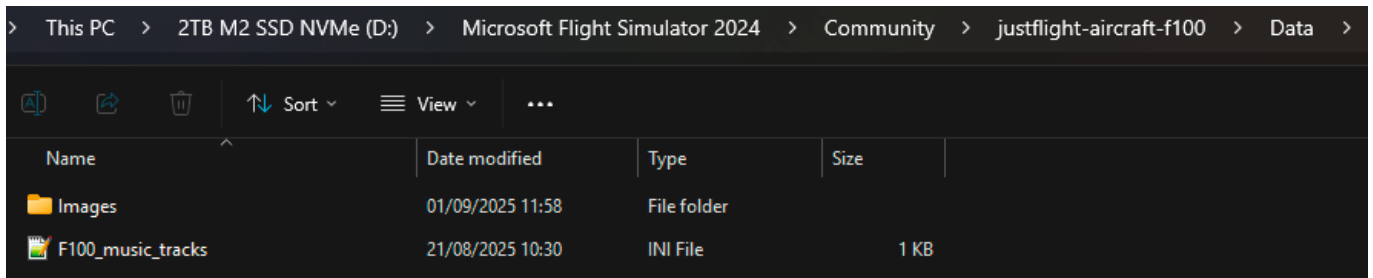 > This PC > 2TB M2 SSD NVMe (D:) > Microsoft Flight Simulator 2024 > Community > justflight-aircraft-f100 > Data >
A Sort View ...
Name Date modified Type Size
Images 01/09/2025 11:58 File folder
F100_music_tracks 21/08/2025 10:30 INI File 1 KB